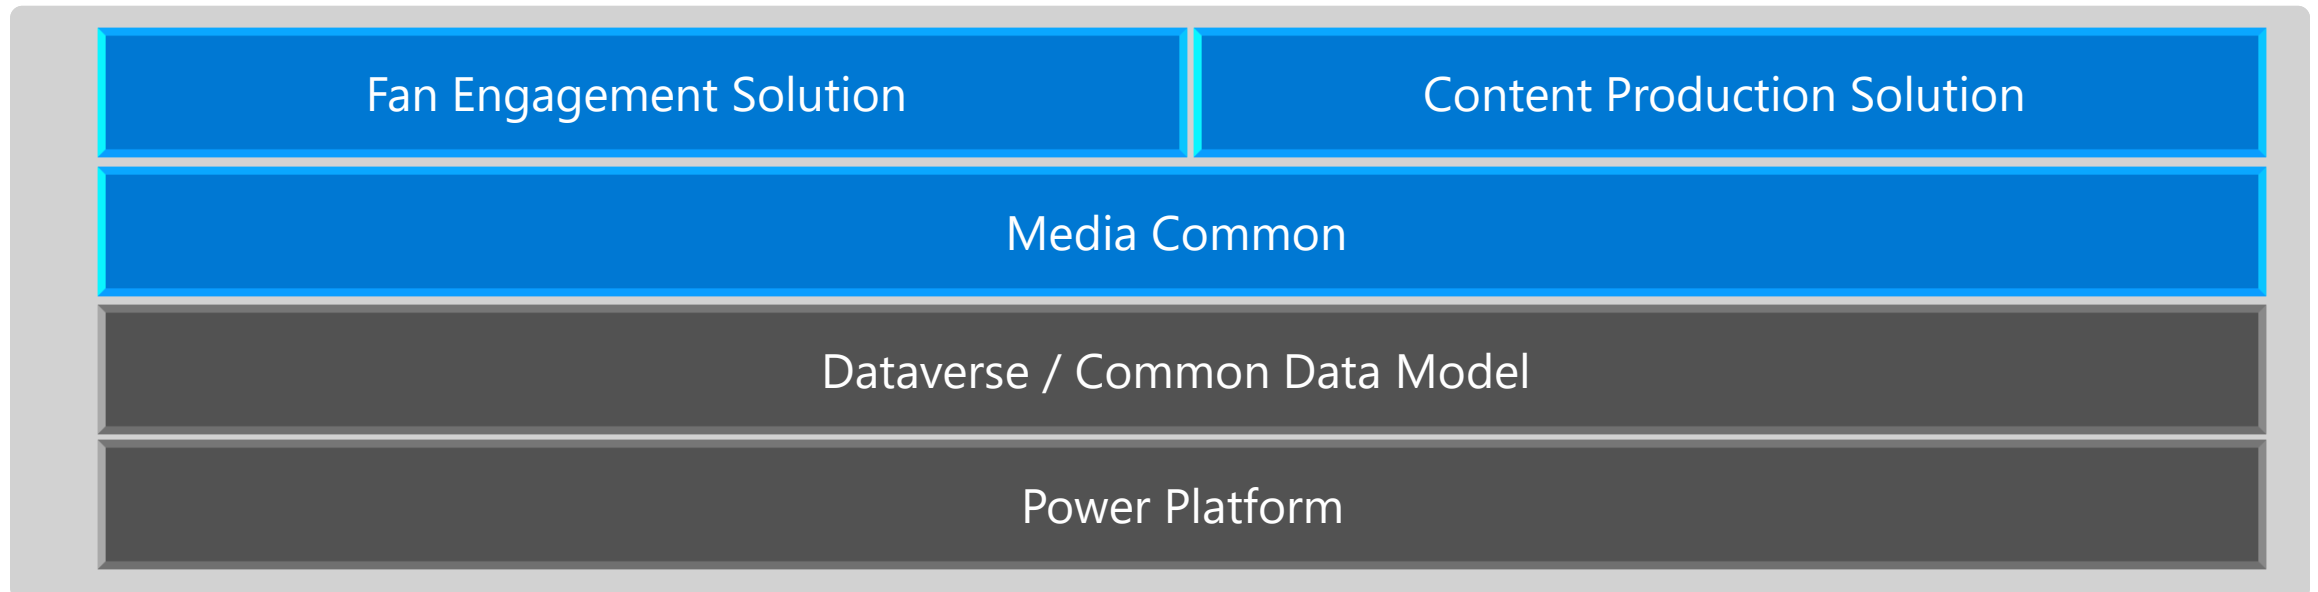 Fan Engagement Solution
Content Production Solution
Media Common
Dataverse / Common Data Model
Power Platform